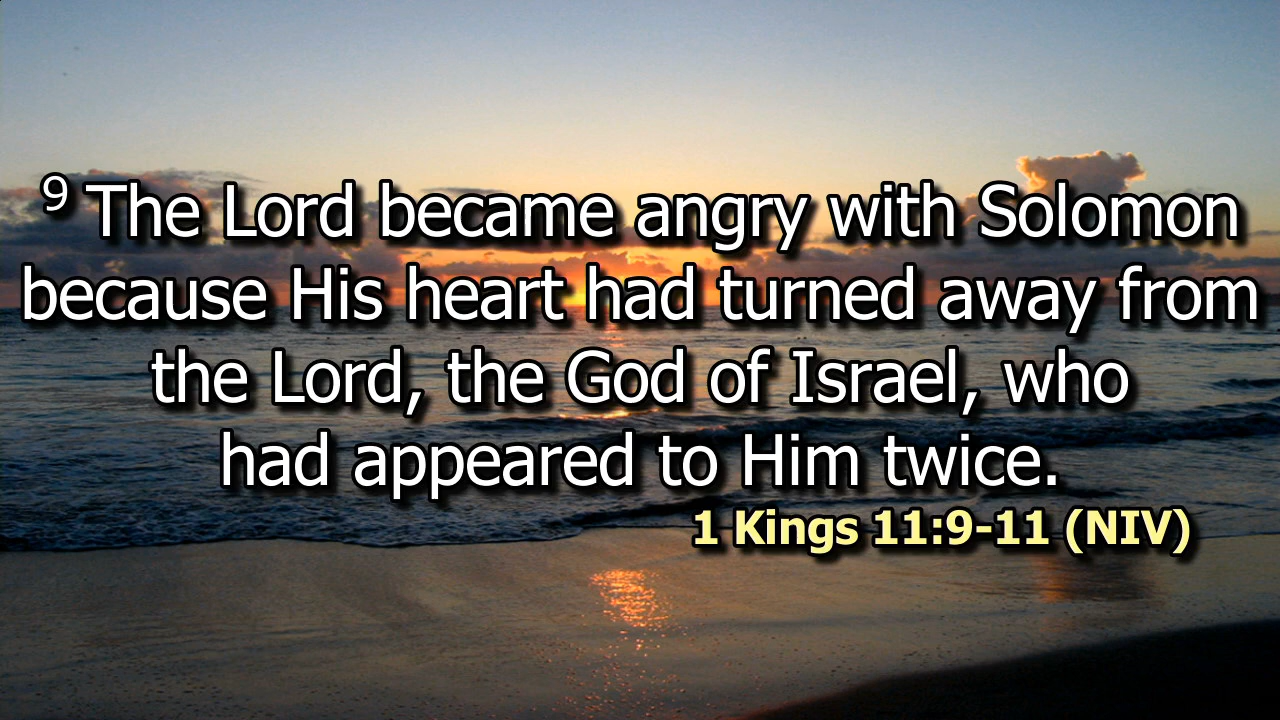 9 The Lord became angry with Solomon
because His heart had turned away from
the Lord, the God of Israel, who
had appeared to Him twice.
1 Kings 11:9-11 (NIV)